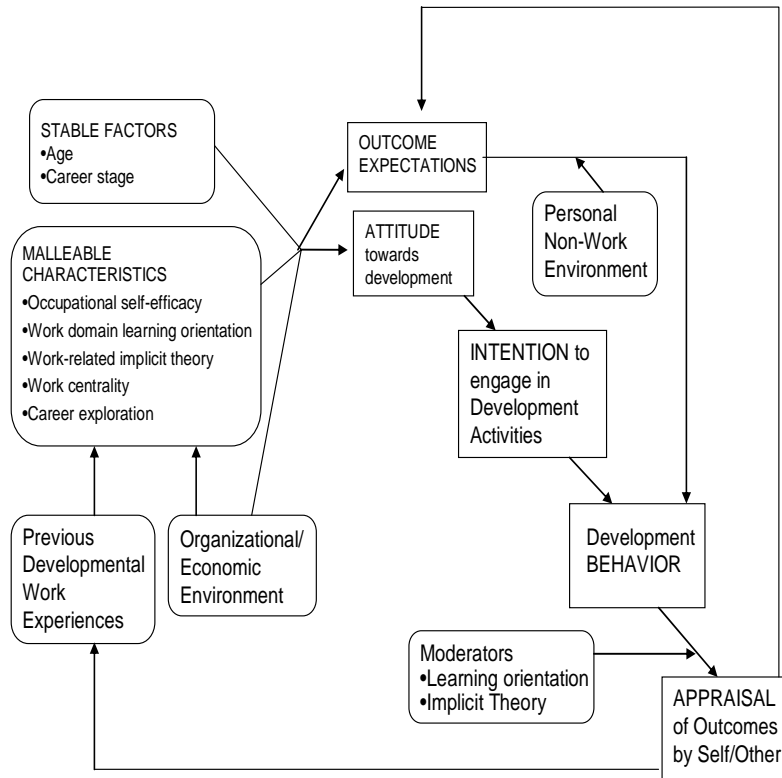 STABLE FACTORS
•Age
•Career stage
OUTCOME
EXPECTATIONS
Personal
Non-Work
Environment
ATTITUDE
towards
development
MALLEABLE
CHARACTERISTICS
•Occupational self-efficacy
•Work domain learning orientation
•Work-related implicit theory
•Work centrality
•Career exploration
INTENTION to
engage in
Development
Activities
Previous
Developmental
Work
Experiences
Organizational/
Economic
Environment
Development
BEHAVIOR
Moderators
•Learning orientation
•Implicit Theory
APPRAISAL
of Outcomes
by Self/Other